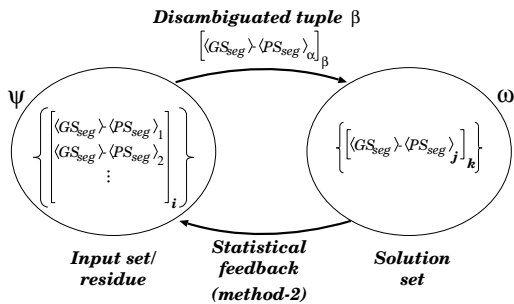 Disambiguated tuple β
[⟨GS_seg⟩-⟨PS_seg⟩_α]_β
ψ
ω
{[⟨GS_seg⟩-⟨PS_seg⟩_1
⟨GS_seg⟩-⟨PS_seg⟩_2
⋮]_i}
{[⟨GS_seg⟩-⟨PS_seg⟩_j]_k}
Input set/
residue
Statistical
feedback
(method-2)
Solution
set